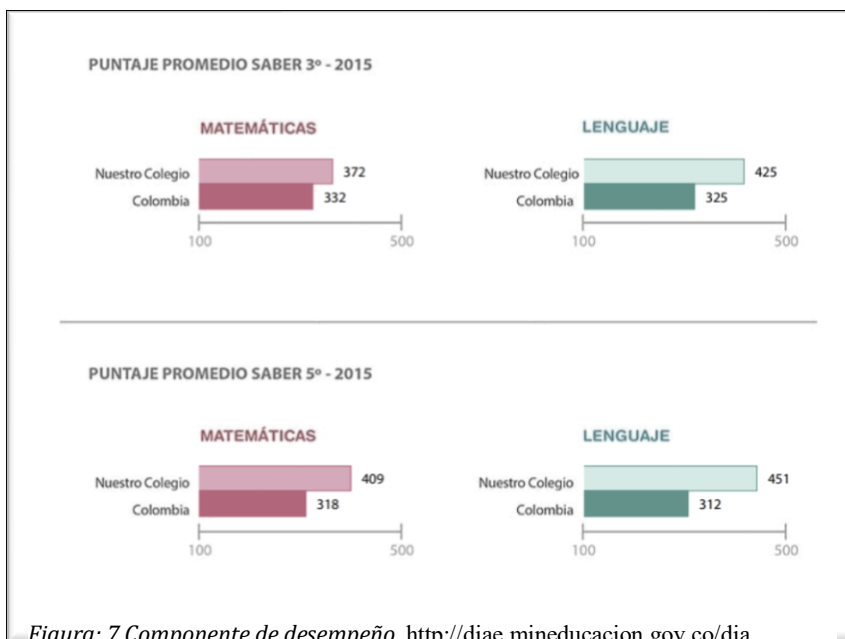 PUNTAJE PROMEDIO SABER 3º - 2015
MATEMÁTICAS
Nuestro Colegio 372
Colombia 332
100 500
LENGUAJE
Nuestro Colegio 425
Colombia 325
100 500
PUNTAJE PROMEDIO SABER 5º - 2015
MATEMÁTICAS
Nuestro Colegio 409
Colombia 318
100 500
LENGUAJE
Nuestro Colegio 451
Colombia 312
100 500
Figura: 7 Componente de desempeño. http://diae.mineducacion.gov.co/dia